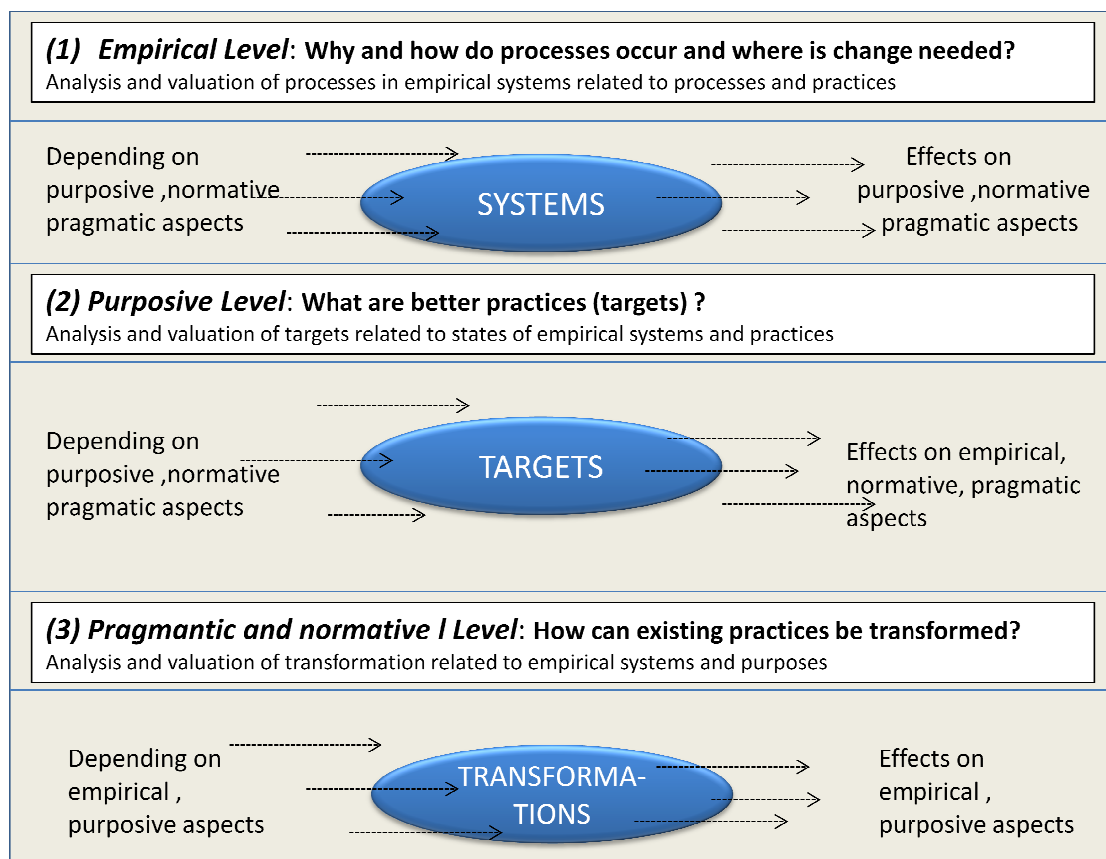 (1) Empirical Level: Why and how do processes occur and where is change needed?
Analysis and valuation of processes in empirical systems related to processes and practices
Depending on
purposive ,normative
pragmatic aspects
SYSTEMS
Effects on
purposive ,normative
pragmatic aspects
(2) Purposive Level: What are better practices (targets) ?
Analysis and valuation of targets related to states of empirical systems and practices
Depending on
purposive ,normative
pragmatic aspects
TARGETS
Effects on empirical,
normative, pragmatic
aspects
(3) Pragmantic and normative l Level: How can existing practices be transformed?
Analysis and valuation of transformation related to empirical systems and purposes
Depending on
empirical ,
purposive aspects
TRANSFORMA-
TIONS
Effects on
empirical ,
purposive aspects